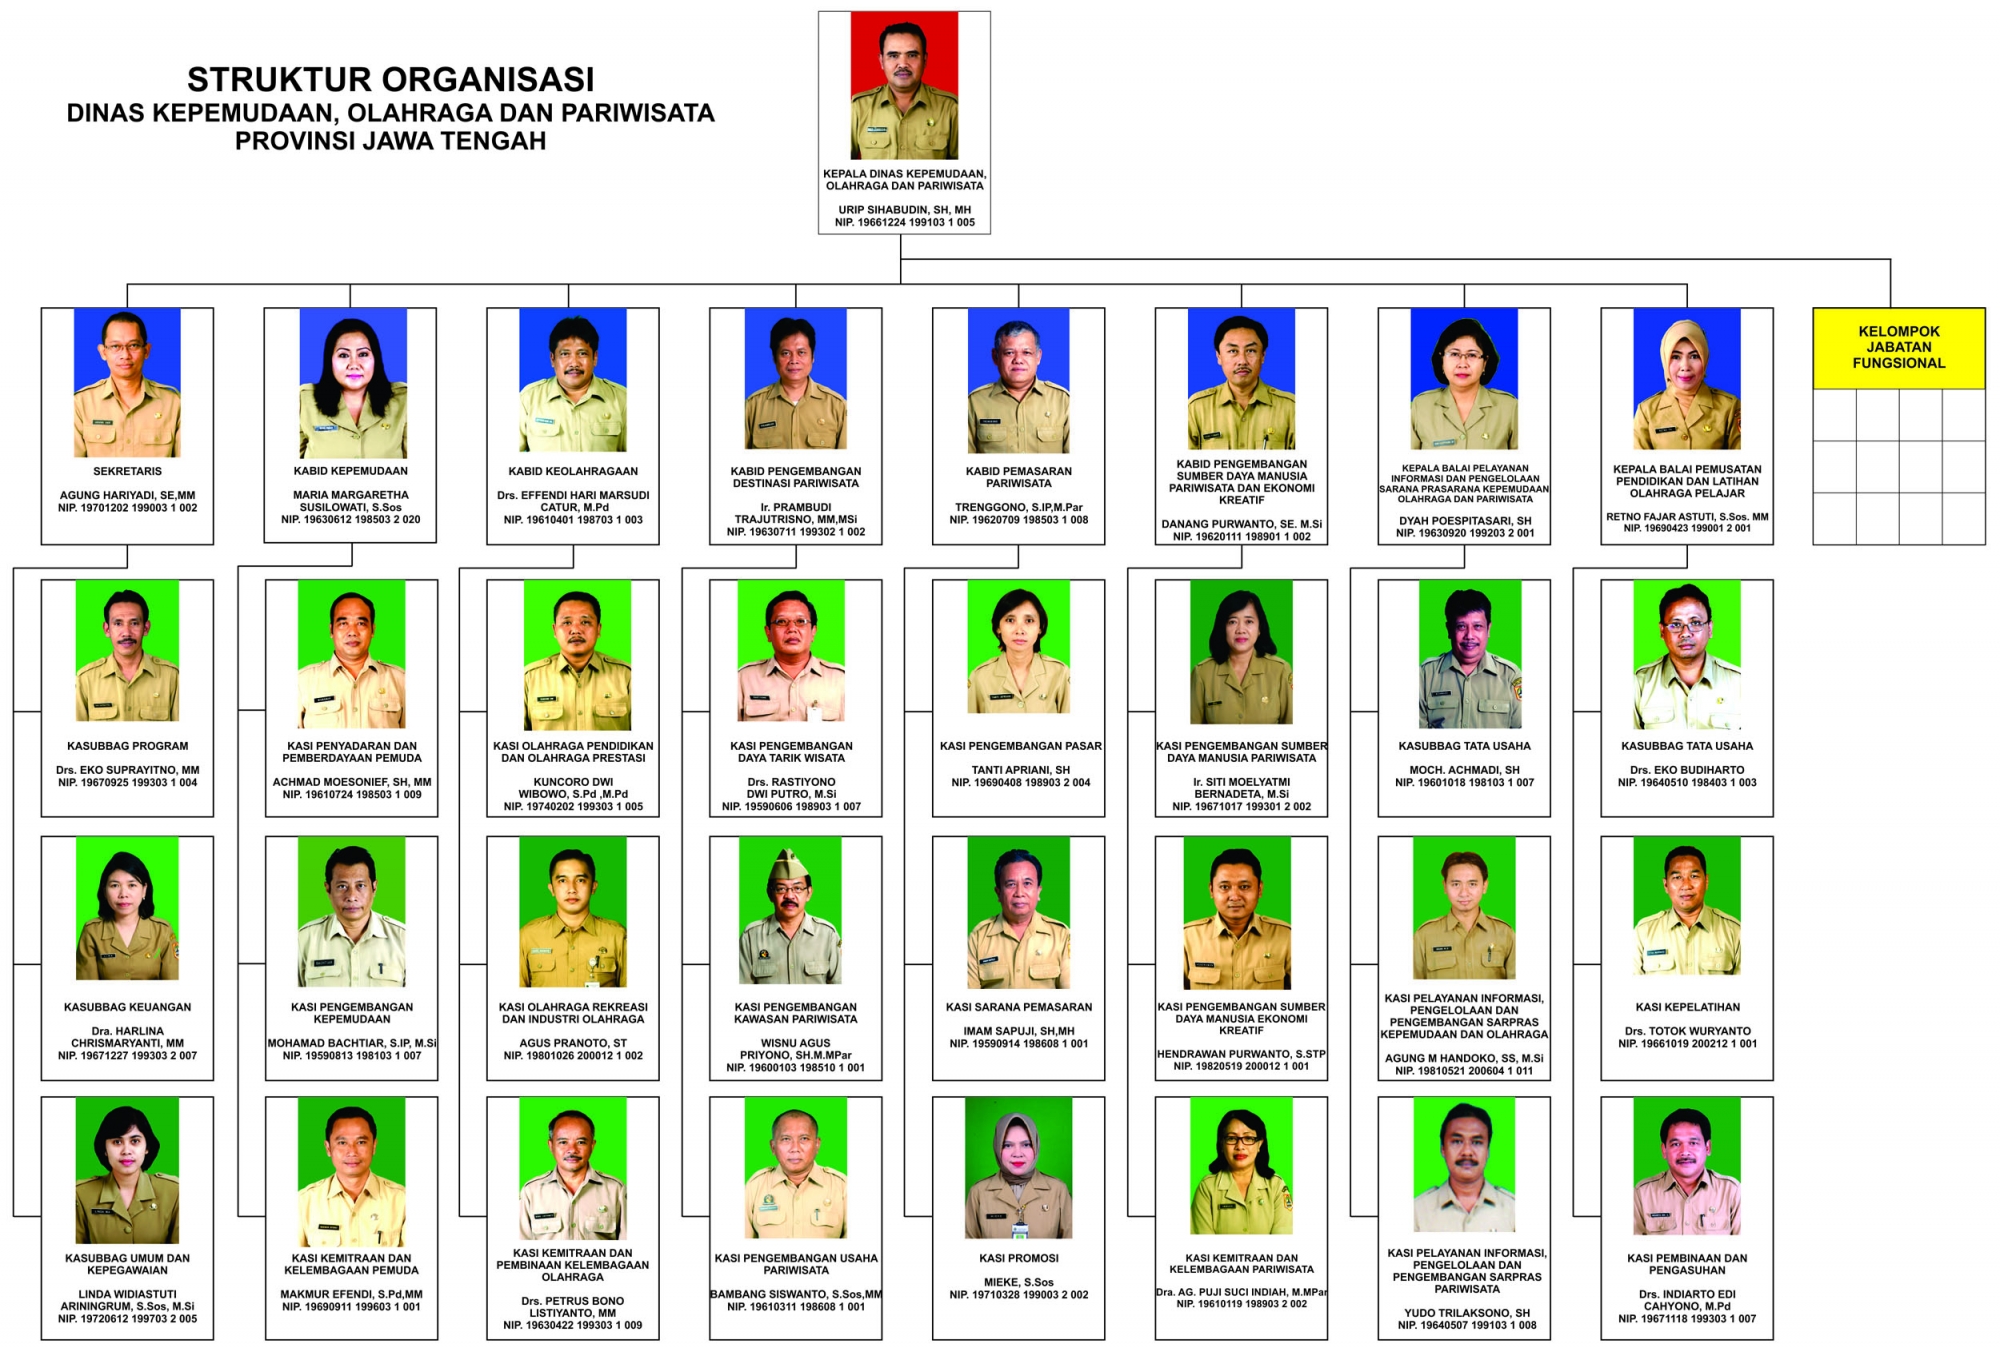 STRUKTUR ORGANISASI
DINAS KEPEMUDAAN, OLAHRAGA DAN PARIWISATA
PROVINSI JAWA TENGAH
KEPALA DINAS KEPEMUDAAN,
OLAHRAGA DAN PARIWISATA
URIP SIHABUDIN, SH, MH
NIP. 19661224 199103 1 005
SEKRETARIS
AGUNG HARIYADI, SE,MM
NIP. 19701202 199003 1 002
KABID KEPEMUDAAN
MARIA MARGARETHA
SUSILOWATI, S.Sos
NIP. 19630612 198503 2 020
KABID KEOLAHRAGAAN
Drs. EFFENDI HARI MARSUDI
CATUR, M.Pd
NIP. 19610401 198703 1 003
KABID PENGEMBANGAN
DESTINASI PARIWISATA
Ir. PRAMBUDI
TRAJUTRISNO, MM,MSi
NIP. 19630711 199302 1 002
KABID PEMASARAN
PARIWISATA
TRENGGONO, S.IP,M.Par
NIP. 19620709 198503 1 008
KABID PENGEMBANGAN
SUMBER DAYA MANUSIA
PARIWISATA DAN EKONOMI
KREATIF
DANANG PURWANTO, SE. M.Si
NIP. 19620111 198901 1 002
KEPALA BALAI PELAYANAN
INFORMASI DAN PENGELOLAAN
SARANA PRASARANA KEPEMUDAAN
OLAHRAGA DAN PARIWISATA
DYAH POESPITASARI, SH
NIP. 19630920 199203 2 001
KEPALA BALAI PEMUSATAN
PENDIDIKAN DAN LATIHAN
OLAHRAGA PELAJAR
RETNO FAJAR ASTUTI, S.Sos. MM
NIP. 19690423 199001 2 001
KELOMPOK
JABATAN
FUNGSIONAL
KASUBBAG PROGRAM
Drs. EKO SUPRAYITNO, MM
NIP. 19670925 199303 1 004
KASI PENYADARAN DAN
PEMBERDAYAAN PEMUDA
ACHMAD MOESONIEF, SH, MM
NIP. 19610724 198503 1 009
KASI OLAHRAGA PENDIDIKAN
DAN OLAHRAGA PRESTASI
KUNCORO DWI
WIBOWO, S.Pd ,M.Pd
NIP. 19740202 199303 1 005
KASI PENGEMBANGAN
DAYA TARIK WISATA
Drs. RASTIYONO
DWI PUTRO, M.Si
NIP. 19590606 198903 1 007
KASI PENGEMBANGAN PASAR
TANTI APRIANI, SH
NIP. 19690408 198903 2 004
KASI PENGEMBANGAN SUMBER
DAYA MANUSIA PARIWISATA
Ir. SITI MOELYATMI
BERNADETA, M.Si
NIP. 19671017 199301 2 002
KASUBBAG TATA USAHA
MOCH. ACHMADI, SH
NIP. 19601018 198103 1 007
KASUBBAG TATA USAHA
Drs. EKO BUDIHARTO
NIP. 19640510 198403 1 003
KASUBBAG KEUANGAN
Dra. HARLINA
CHRISMARYANTI, MM
NIP. 19671227 199303 2 007
KASI PENGEMBANGAN
KEPEMUDAAN
MOHAMAD BACHTIAR, S.IP, M.Si
NIP. 19590813 198103 1 007
KASI OLAHRAGA REKREASI
DAN INDUSTRI OLAHRAGA
AGUS PRANOTO, ST
NIP. 19801026 200012 1 002
KASI PENGEMBANGAN
KAWASAN PARIWISATA
WISNU AGUS
PRIYONO, SH.M.MPar
NIP. 19600103 198510 1 001
KASI SARANA PEMASARAN
IMAM SAPUJI, SH,MH
NIP. 19590914 198608 1 001
KASI PENGEMBANGAN SUMBER
DAYA MANUSIA EKONOMI
KREATIF
HENDRAWAN PURWANTO, S.STP
NIP. 19820519 200012 1 001
KASI PELAYANAN INFORMASI,
PENGELOLAAN DAN
PENGEMBANGAN SARPRAS
KEPEMUDAAN DAN OLAHRAGA
AGUNG M HANDOKO, SS, M.Si
NIP. 19810521 200604 1 011
KASI KEPELATIHAN
Drs. TOTOK WURYANTO
NIP. 19661019 200212 1 001
KASUBBAG UMUM DAN
KEPEGAWAIAN
LINDA WIDIASTUTI
ARININGRUM, S.Sos, M.Si
NIP. 19720612 199703 2 005
KASI KEMITRAAN DAN
KELEMBAGAAN PEMUDA
MAKMUR EFENDI, S.Pd,MM
NIP. 19690911 199603 1 001
KASI KEMITRAAN DAN
PEMBINAAN KELEMBAGAAN
OLAHRAGA
Drs. PETRUS BONO
LISTIYANTO, MM
NIP. 19630422 199303 1 009
KASI PENGEMBANGAN USAHA
PARIWISATA
BAMBANG SISWANTO, S.Sos,MM
NIP. 19610311 198608 1 001
KASI PROMOSI
MIEKE, S.Sos
NIP. 19710328 199003 2 002
KASI KEMITRAAN DAN
KELEMBAGAAN PARIWISATA
Dra. AG. PUJI SUCI INDIAH, M.MPar
NIP. 19610119 198903 2 002
KASI PELAYANAN INFORMASI,
PENGELOLAAN DAN
PENGEMBANGAN SARPRAS
PARIWISATA
YUDO TRILAKSONO, SH
NIP. 19640507 199103 1 008
KASI PEMBINAAN DAN
PENGASUHAN
Drs. INDIARTO EDI
CAHYONO, M.Pd
NIP. 19671118 199303 1 007